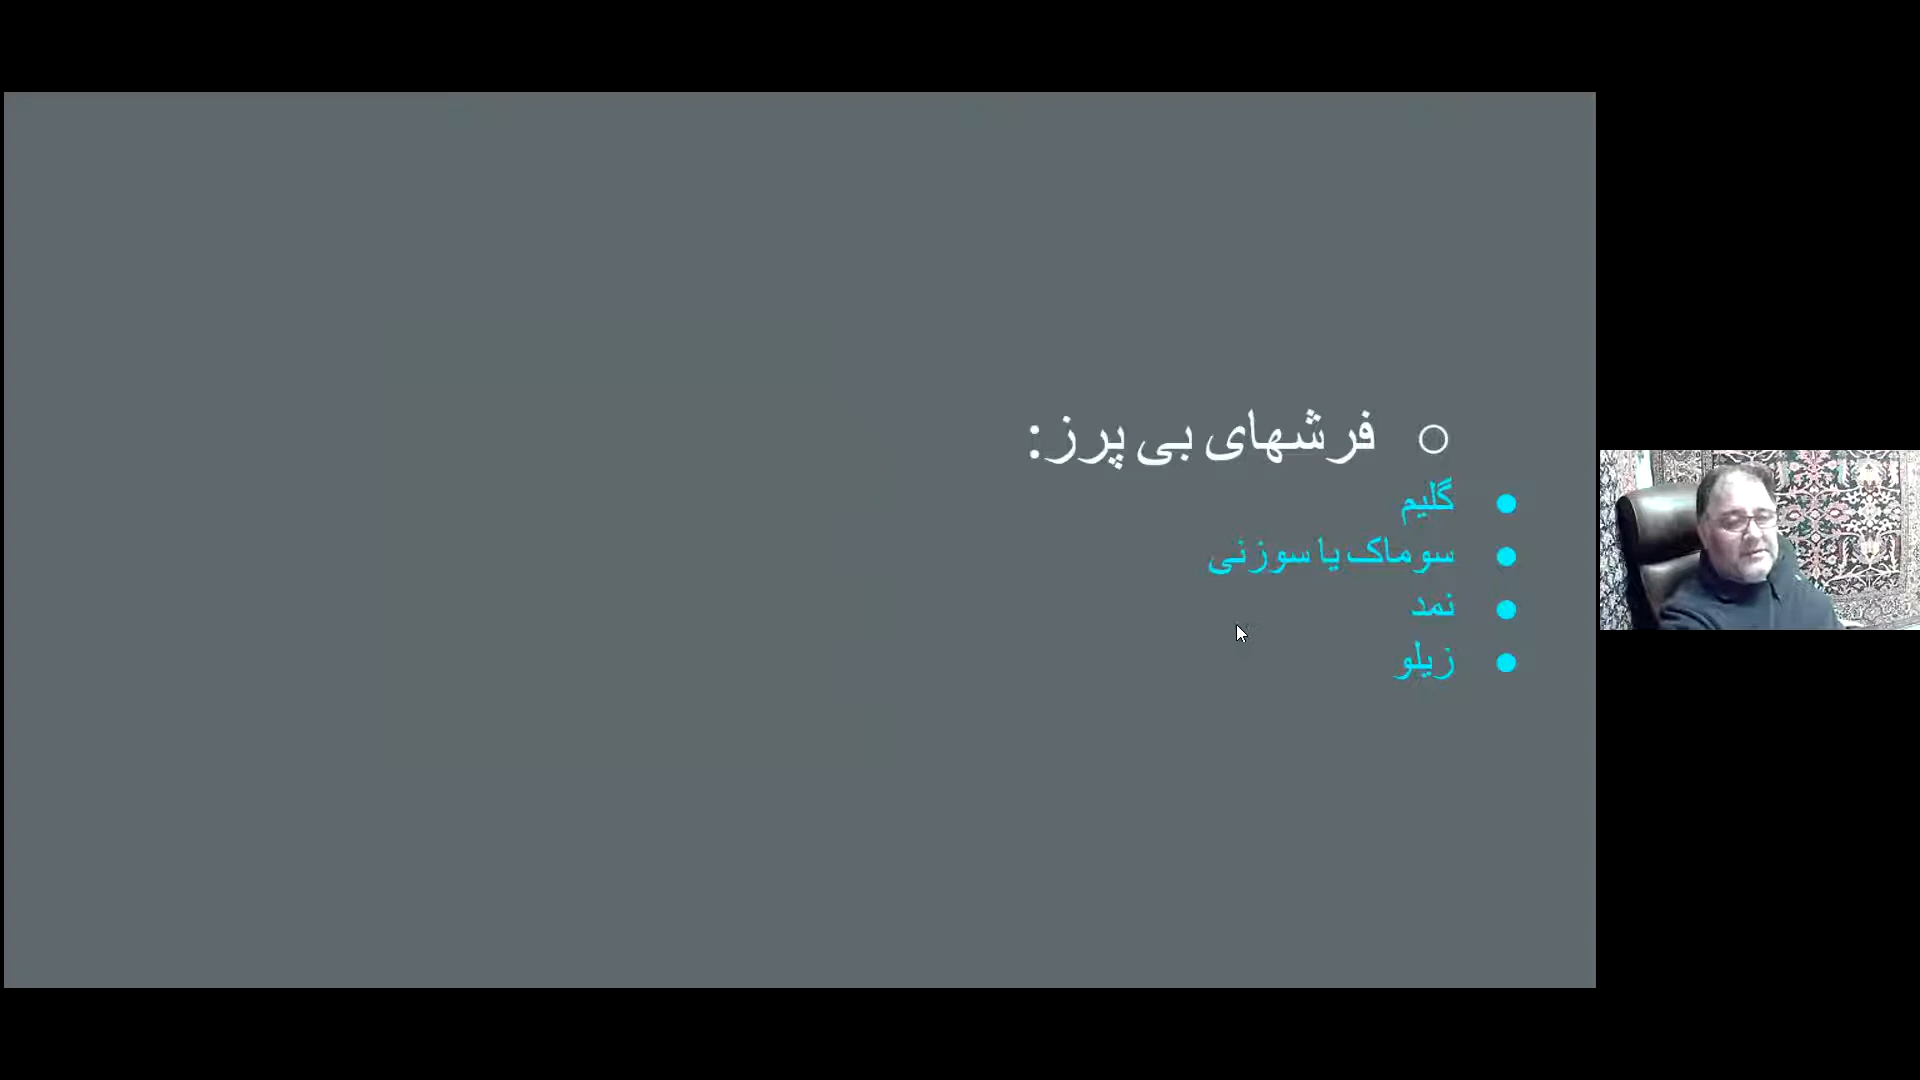 ○ فرشهای بی پرز:
● گلیم
● سوماک یا سوزنی
● نمد
● زیلو